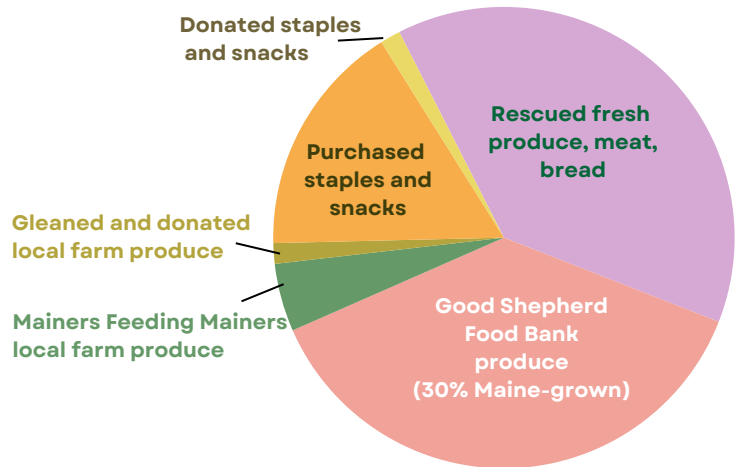 Donated staples
and snacks
Rescued fresh
produce, meat,
bread
Purchased
staples and
snacks
Gleaned and donated
local farm produce
Mainers Feeding Mainers
local farm produce
Good Shepherd
Food Bank
produce
(30% Maine-grown)